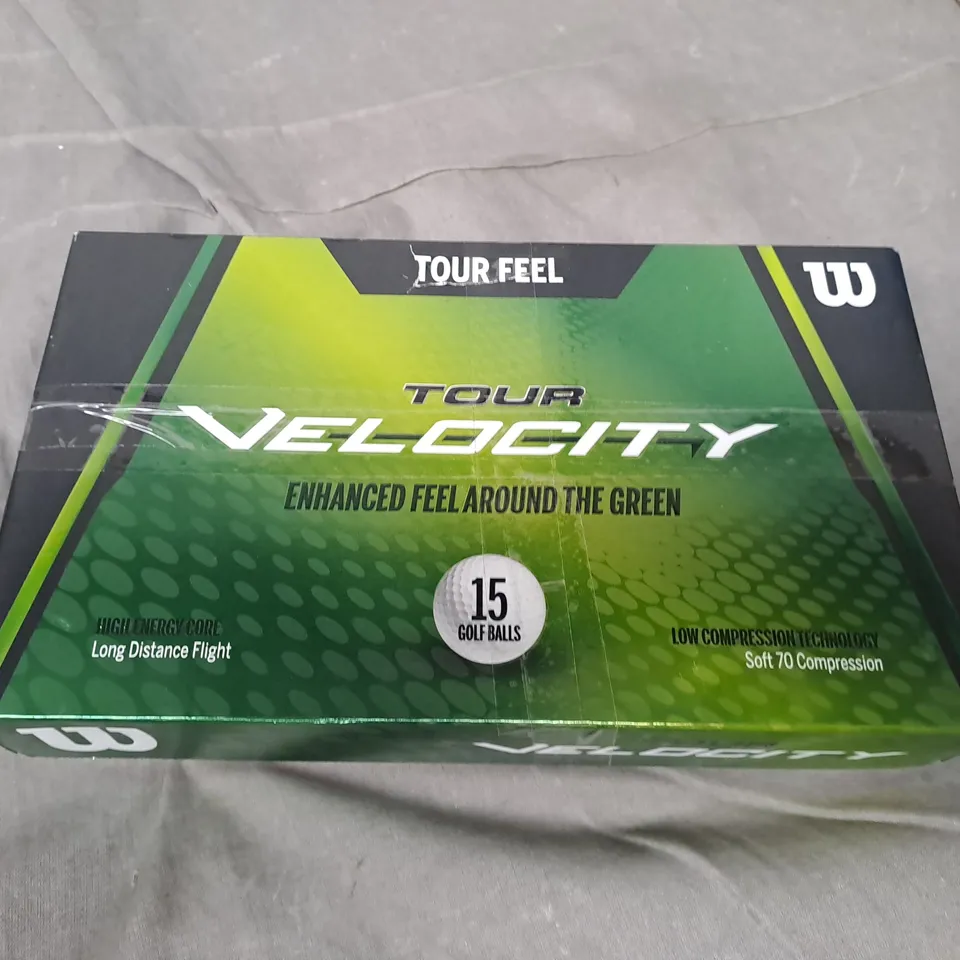 TOUR FEEL
W
TOUR
VELOCITY
ENHANCED FEEL AROUND THE GREEN
15
GOLF BALLS
HIGH ENERGY CORE
Long Distance Flight
LOW COMPRESSION TECHNOLOGY
Soft 70 Compression
W
VELOCITY